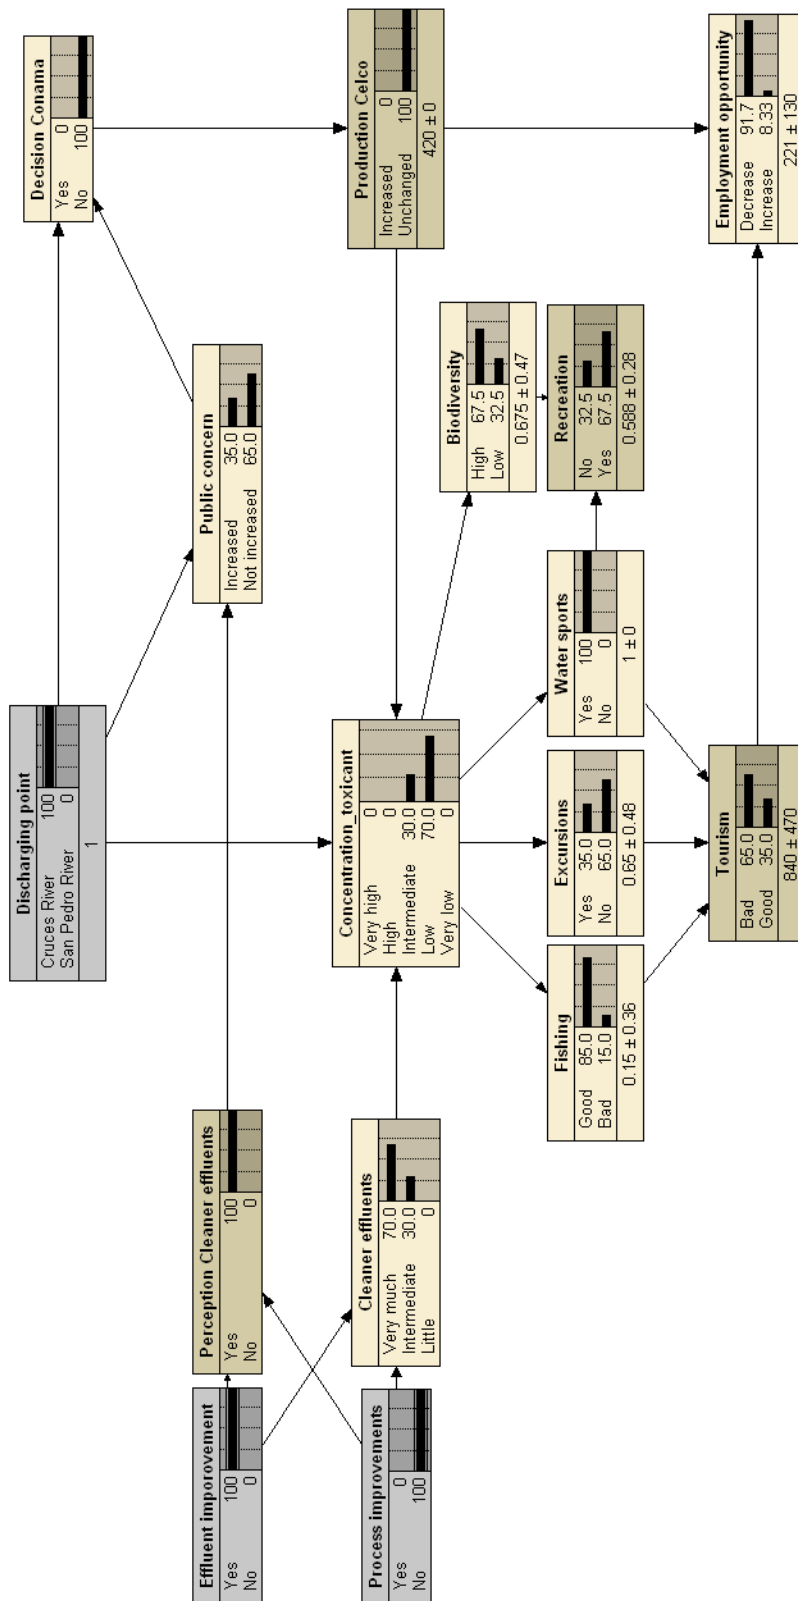 Effluent imporovement
Yes 100
No 0
Process improvements
Yes 0
No 100
Perception Cleaner effluents
Yes 100
No 0
Cleaner effluents
Very much 70.0
Intermediate 30.0
Little 0
Discharging point
Cruces River 100
San Pedro River 0
1
Concentration_toxicant
Very high 0
High 0
Intermediate 30.0
Low 70.0
Very low 0
Fishing
Good 85.0
Bad 15.0
0.15 ± 0.36
Excursions
Yes 35.0
No 65.0
0.65 ± 0.48
Water sports
Yes 100
No 0
1 ± 0
Tourism
Bad 65.0
Good 35.0
840 ± 470
Public concern
Increased 35.0
Not increased 65.0
Biodiversity
High 67.5
Low 32.5
0.675 ± 0.47
Recreation
No 32.5
Yes 67.5
0.588 ± 0.28
Decision Conama
Yes 0
No 100
Production Celco
Increased 0
Unchanged 100
420 ± 0
Employment opportunity
Decrease 91.7
Increase 8.33
221 ± 130